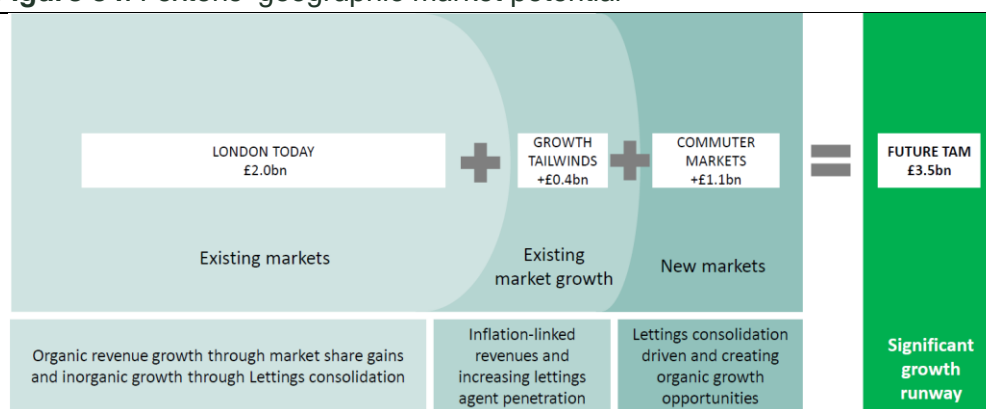 LONDON TODAY
£2.0bn
GROWTH
TAILWINDS
+£0.4bn
COMMUTER
MARKETS
+£1.1bn
FUTURE TAM
£3.5bn
Existing markets
Existing
market growth
New markets
Organic revenue growth through market share gains
and inorganic growth through Lettings consolidation
Inflation-linked
revenues and
increasing lettings
agent penetration
Lettings consolidation
driven and creating
organic growth
opportunities
Significant
growth
runway